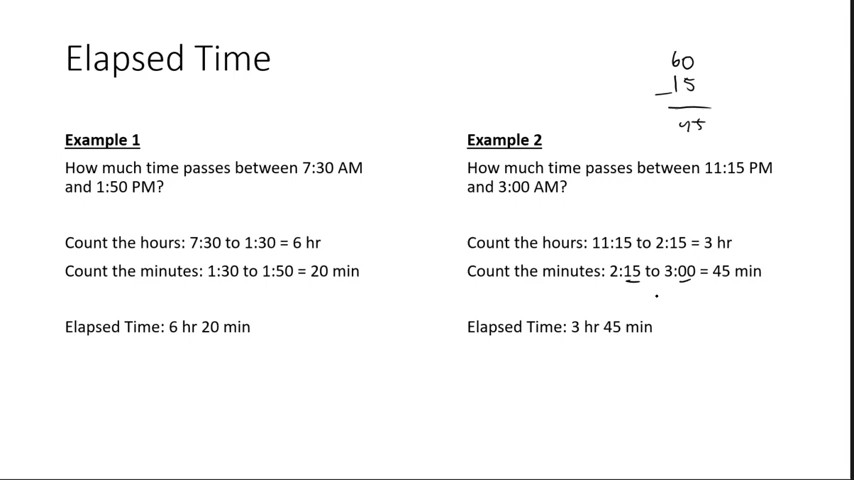 Elapsed Time
60
- 15
45
Example 1
How much time passes between 7:30 AM
and 1:50 PM?
Count the hours: 7:30 to 1:30 = 6 hr
Count the minutes: 1:30 to 1:50 = 20 min
Elapsed Time: 6 hr 20 min
Example 2
How much time passes between 11:15 PM
and 3:00 AM?
Count the hours: 11:15 to 2:15 = 3 hr
Count the minutes: 2:15 to 3:00 = 45 min
Elapsed Time: 3 hr 45 min